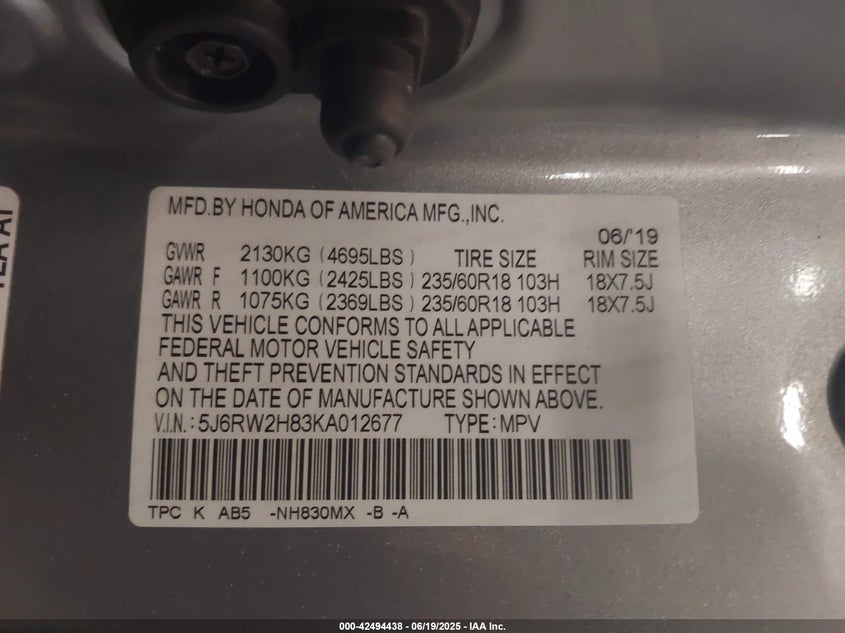 MFD.BY HONDA OF AMERICA MFG.,INC.
06/'19
GVWR 2130KG (4695LBS) TIRE SIZE RIM SIZE
GAWR F 1100KG (2425LBS) 235/60R18 103H 18X7.5J
GAWR R 1075KG (2369LBS) 235/60R18 103H 18X7.5J
THIS VEHICLE CONFORMS TO ALL APPLICABLE
FEDERAL MOTOR VEHICLE SAFETY
AND THEFT PREVENTION STANDARDS IN EFFECT
ON THE DATE OF MANUFACTURE SHOWN ABOVE.
V.I.N.: 5J6RW2H83KA012677 TYPE: MPV
TPC K AB5 -NH830MX -B -A
000-42494438 - 06/19/2025 - IAA Inc.